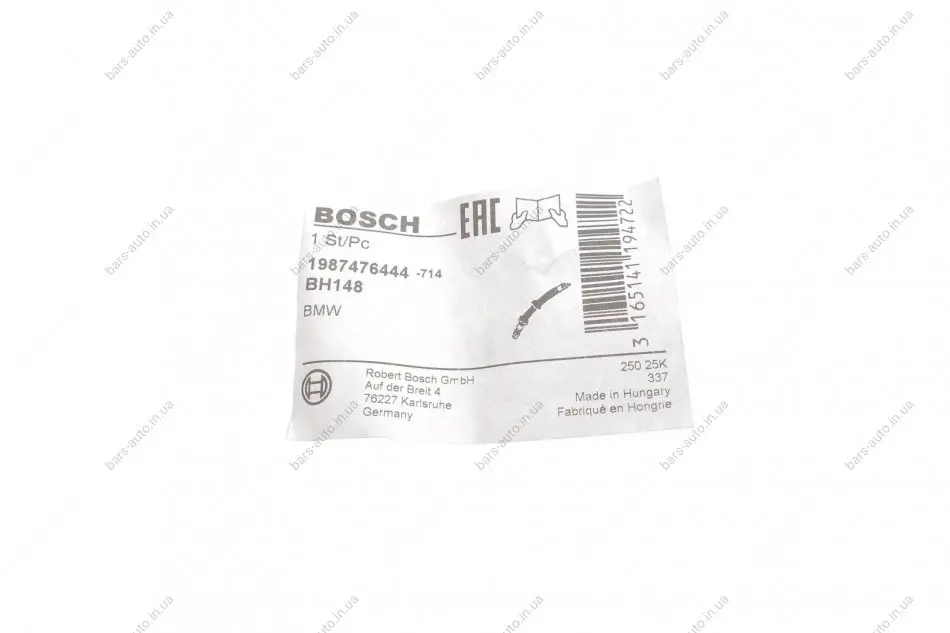 BOSCH
EAC
1 St/Pc
1987476444 -714
BH148
BMW
3 165141 194722
250 25K
337
Robert Bosch GmbH
Auf der Breit 4
76227 Karlsruhe
Germany
Made in Hungary
Fabriqué en Hongrie
bars-auto.in.ua